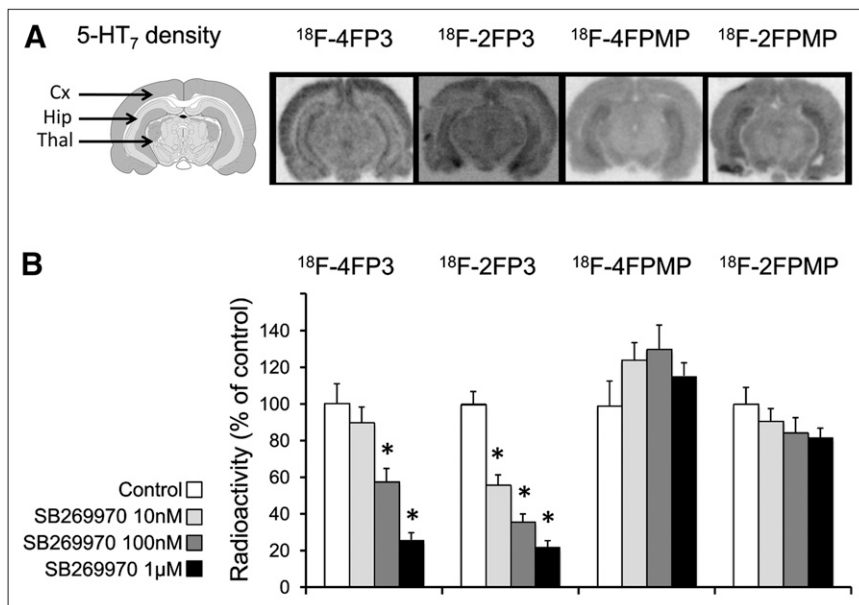 A 5-HT₇ density ¹⁸F-4FP3 ¹⁸F-2FP3 ¹⁸F-4FPMP ¹⁸F-2FPMP
Cx
Hip
Thal
B ¹⁸F-4FP3 ¹⁸F-2FP3 ¹⁸F-4FPMP ¹⁸F-2FPMP
Radioactivity (% of control)
140
120
100
80
60
40
20
0
* *
* * *
Control
SB269970 10nM
SB269970 100nM
SB269970 1µM